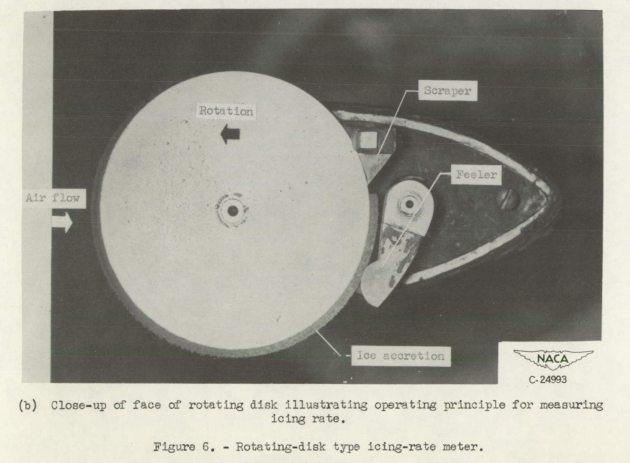 Rotation
Scraper
Feeler
Air flow
Ice accretion
NACA
C-24993
(b) Close-up of face of rotating disk illustrating operating principle for measuring
icing rate.
Figure 6. - Rotating-disk type icing-rate meter.